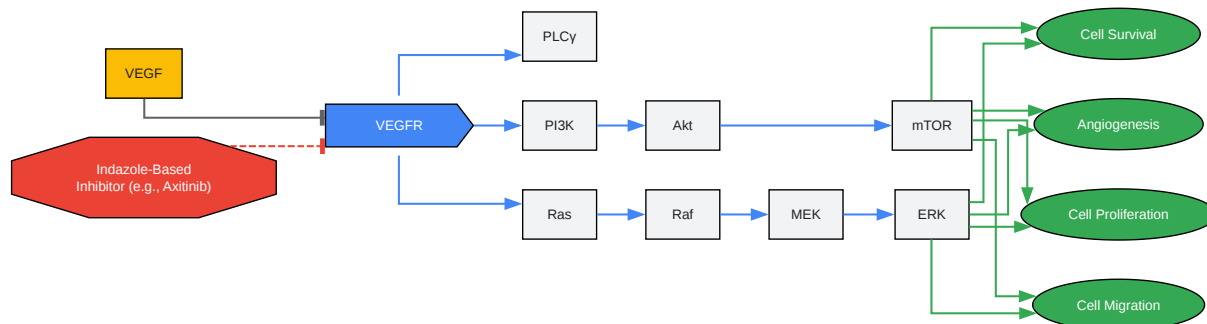 PLCγ
Cell Survival
VEGF
VEGFR
PI3K
Akt
mTOR
Angiogenesis
Indazole-Based
Inhibitor (e.g., Axitinib)
Ras
Raf
MEK
ERK
Cell Proliferation
Cell Migration